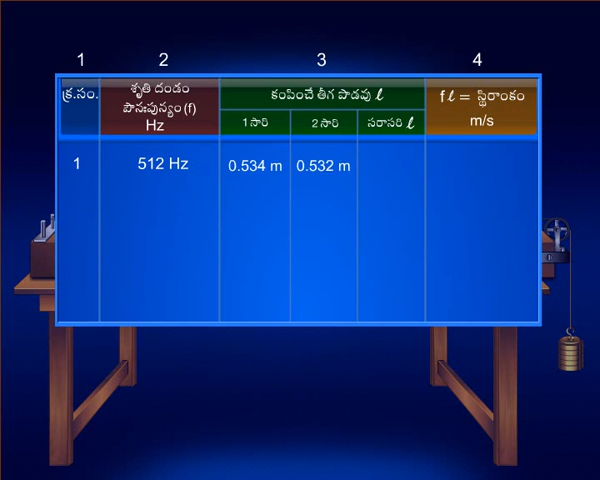 1 2 3 4
క్ర.సం. శృతి దండం పౌనఃపున్యం (f) Hz కంపించే తీగ పొడవు ℓ f ℓ = స్థిరాంకం m/s
1 సారి 2 సారి సరాసరి ℓ
1 512 Hz 0.534 m 0.532 m